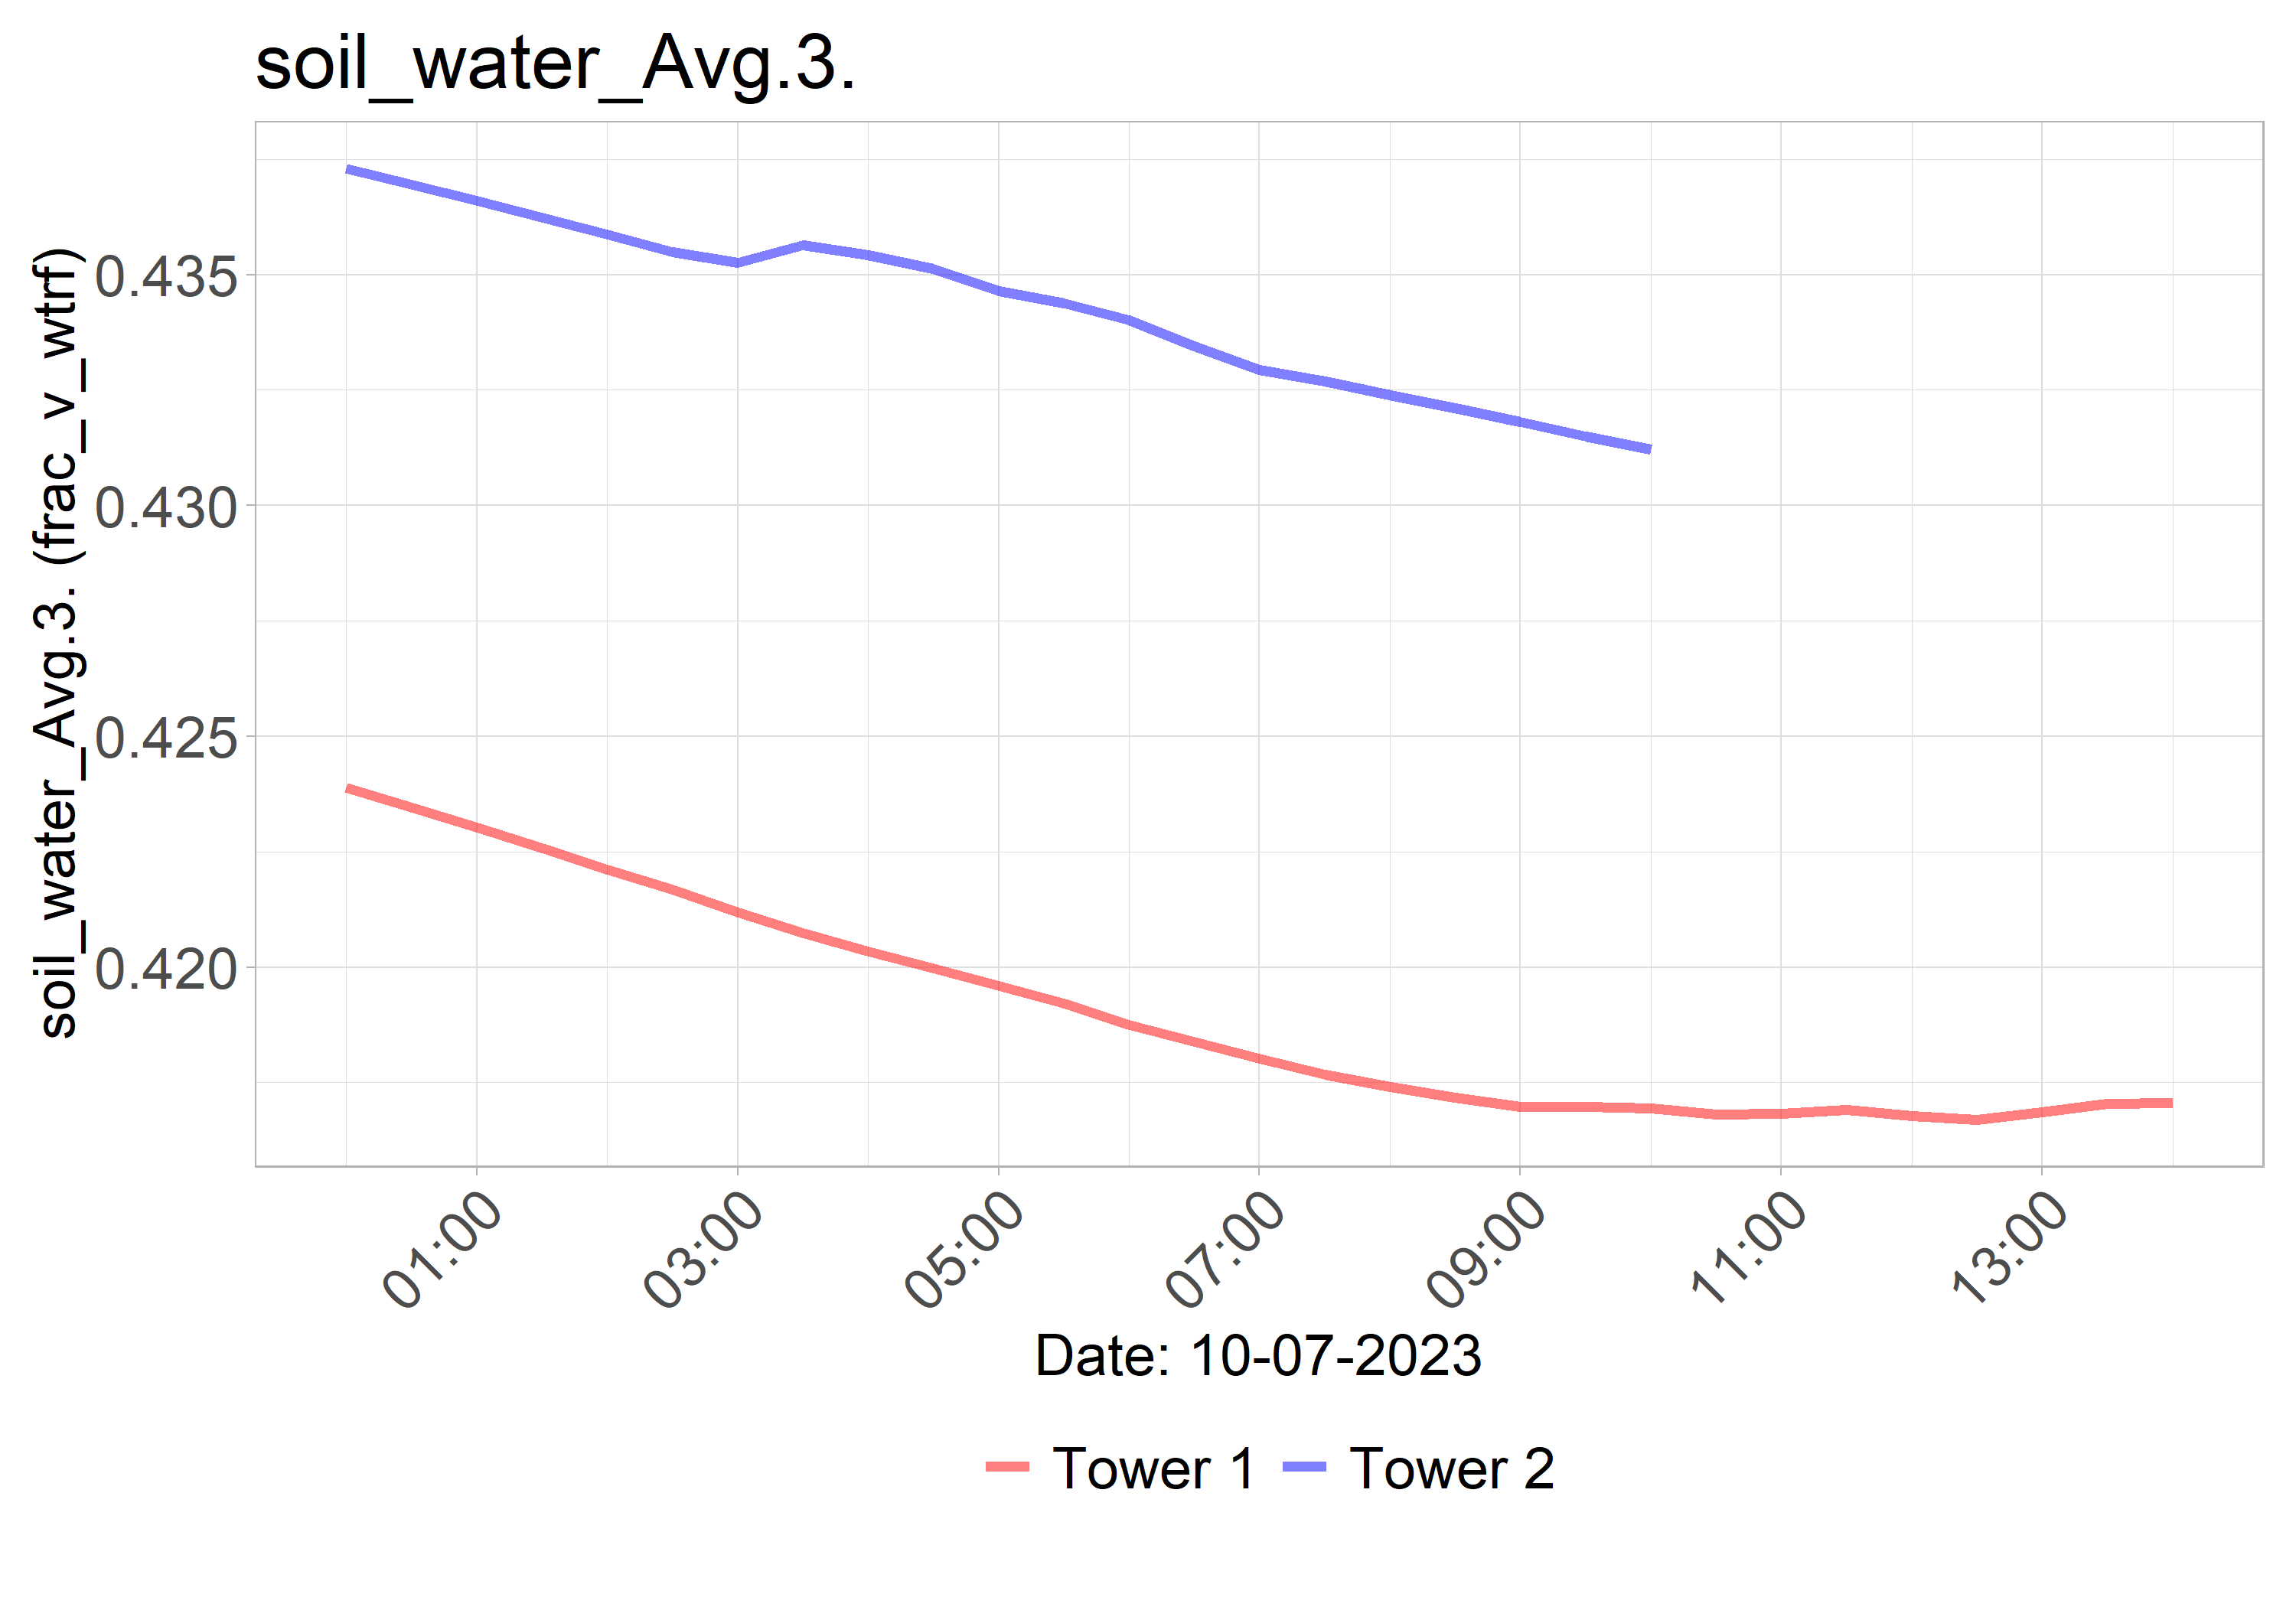 soil_water_Avg.3.
soil_water_Avg.3. (frac_v_wtrf)
0.435
0.430
0.425
0.420
01:00
03:00
05:00
07:00
09:00
11:00
13:00
Date: 10-07-2023
Tower 1
Tower 2